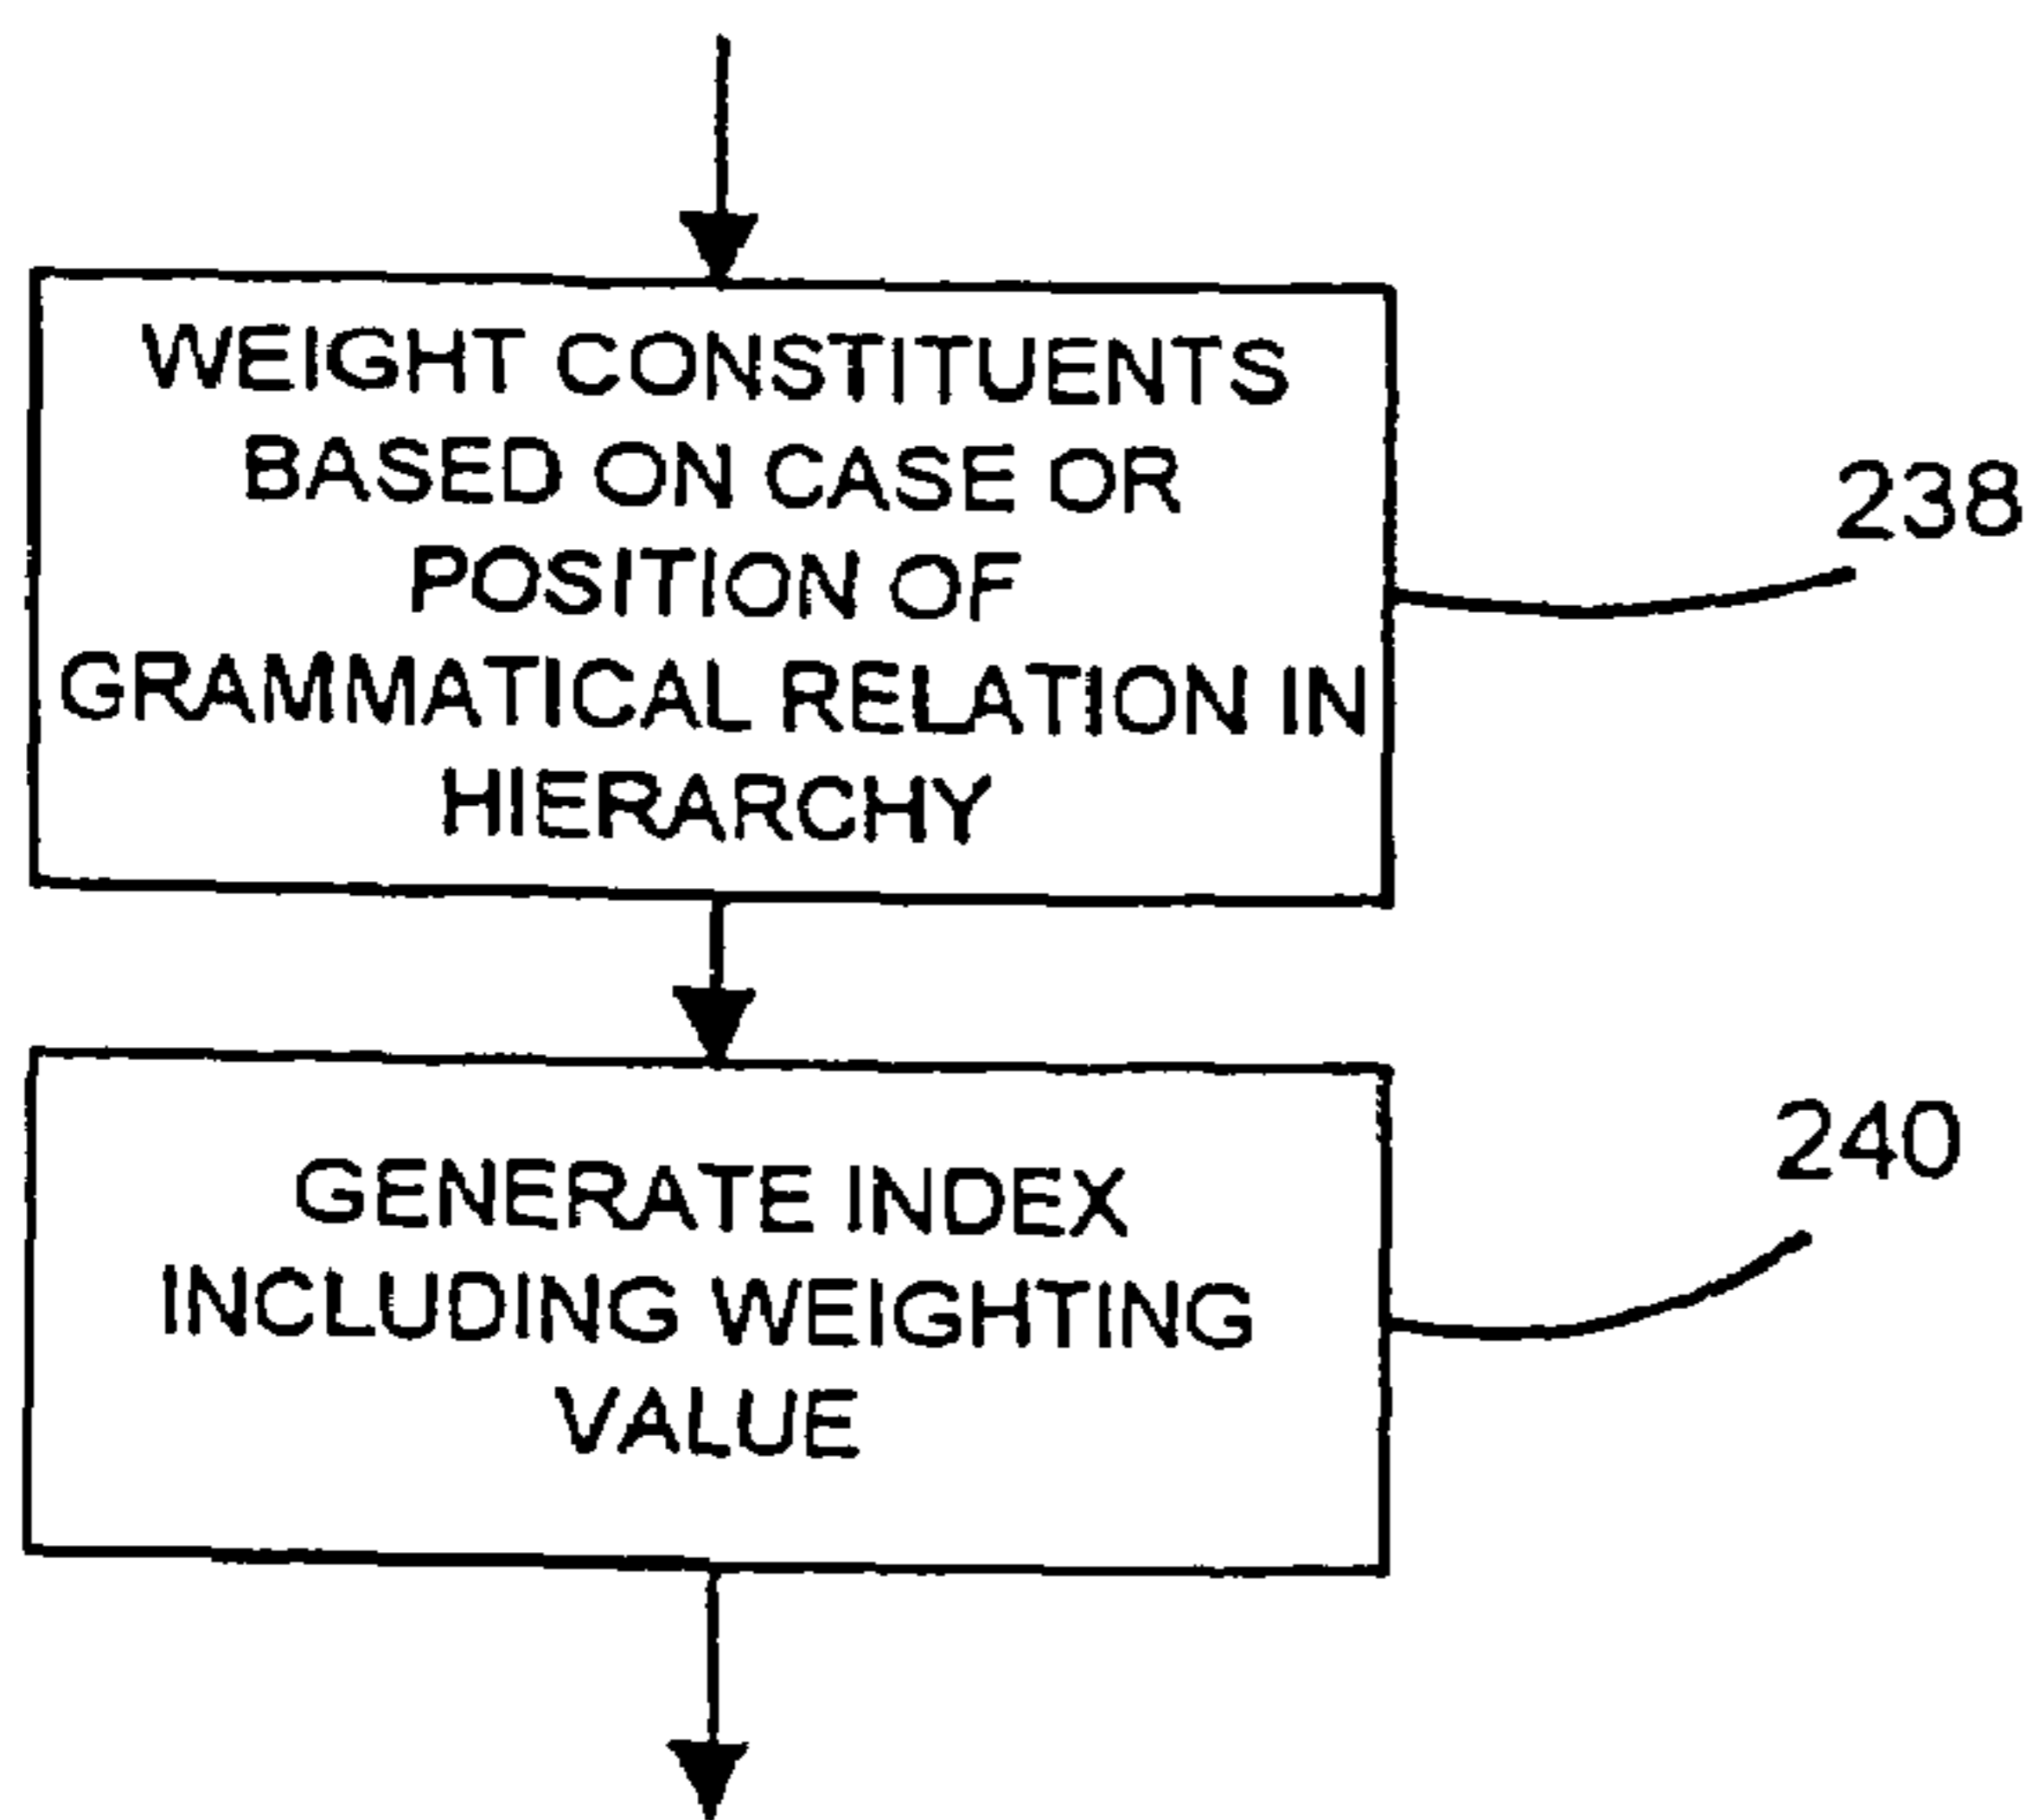 WEIGHT CONSTITUENTS
BASED ON CASE OR
POSITION OF
GRAMMATICAL RELATION IN
HIERARCHY
238
GENERATE INDEX
INCLUDING WEIGHTING
VALUE
240